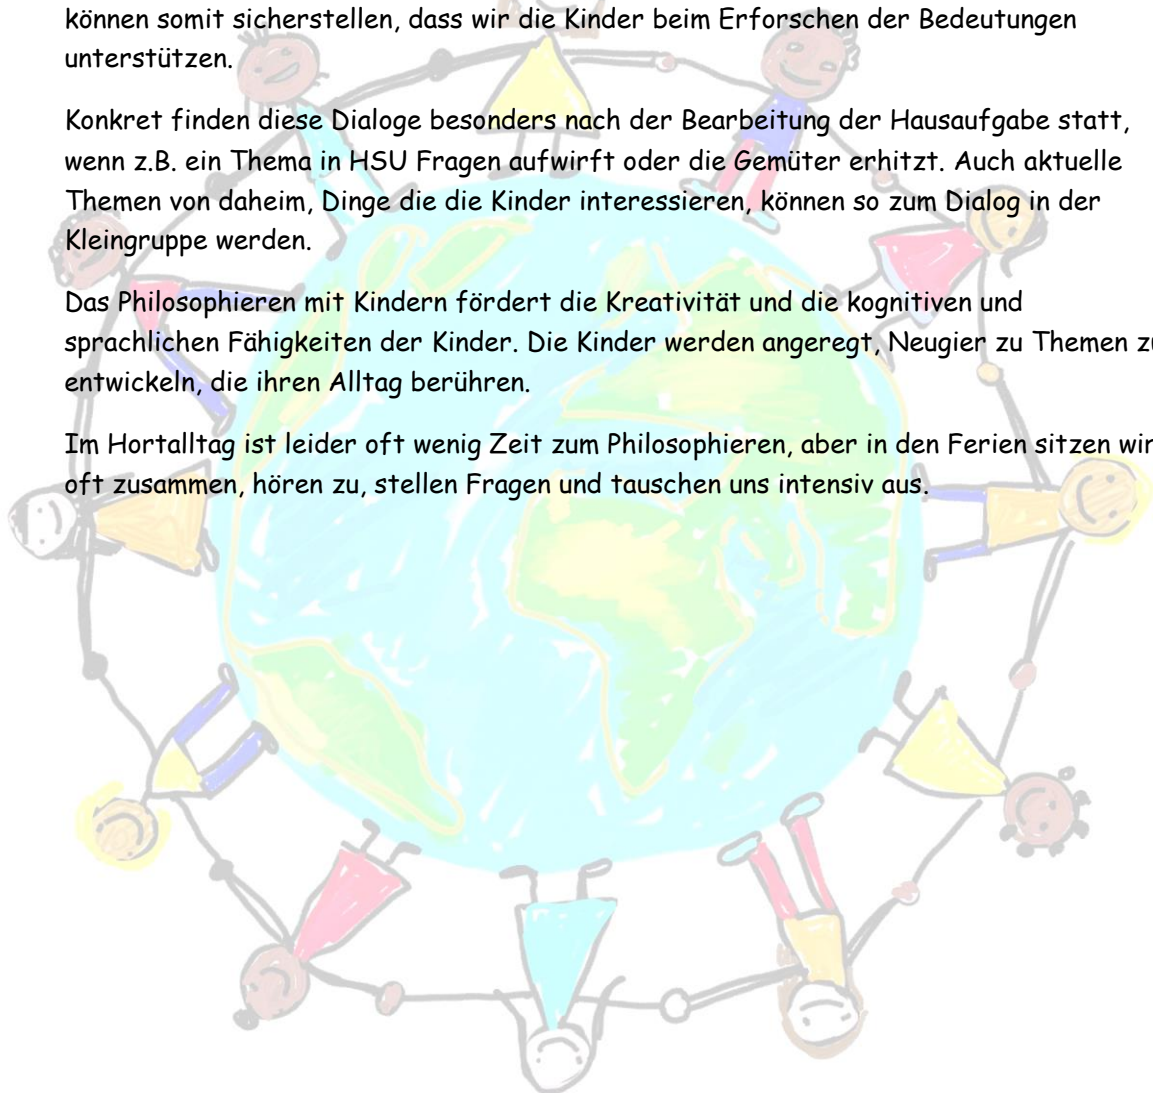 können somit sicherstellen, dass wir die Kinder beim Erforschen der Bedeutungen
unterstützen.
Konkret finden diese Dialoge besonders nach der Bearbeitung der Hausaufgabe statt,
wenn z.B. ein Thema in HSU Fragen aufwirft oder die Gemüter erhitzt. Auch aktuelle
Themen von daheim, Dinge die die Kinder interessieren, können so zum Dialog in der
Kleingruppe werden.
Das Philosophieren mit Kindern fördert die Kreativität und die kognitiven und
sprachlichen Fähigkeiten der Kinder. Die Kinder werden angeregt, Neugier zu Themen zu
entwickeln, die ihren Alltag berühren.
Im Hortalltag ist leider oft wenig Zeit zum Philosophieren, aber in den Ferien sitzen wir
oft zusammen, hören zu, stellen Fragen und tauschen uns intensiv aus.